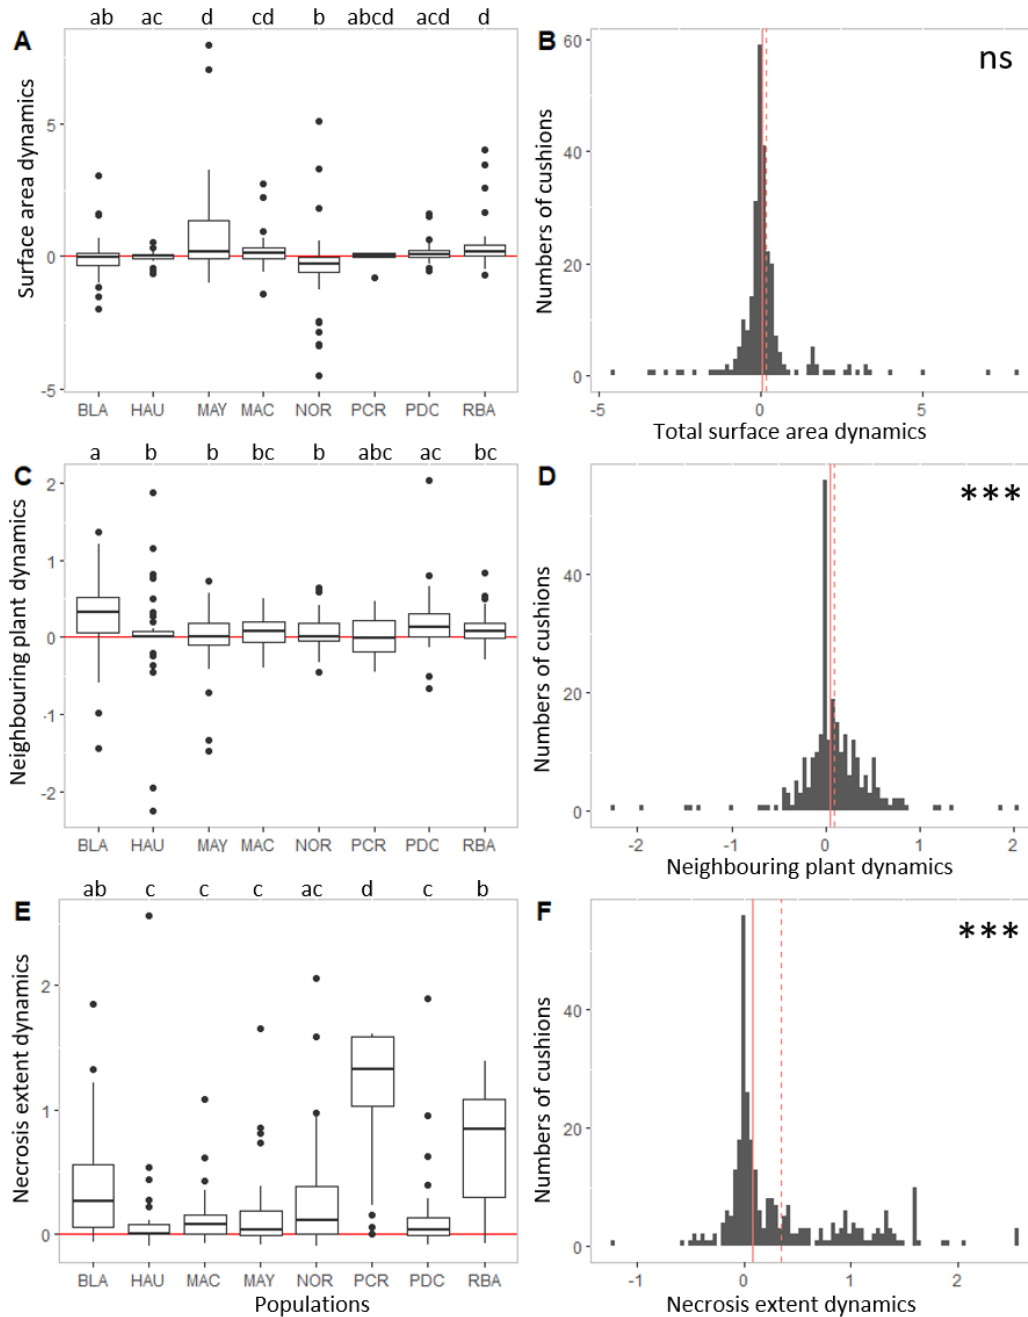 ab ac d cd b abcd acd d
A
Surface area dynamics
5
0
-5
BLA HAU MAY MAC NOR PCR PDC RBA
B
ns
Numbers of cushions
60
40
20
0
-5 0 5
Total surface area dynamics
a b b bc b abc ac bc
C
Neighbouring plant dynamics
2
1
0
-1
-2
BLA HAU MAY MAC NOR PCR PDC RBA
D
***
Numbers of cushions
40
20
0
-2 -1 0 1 2
Neighbouring plant dynamics
ab c c c ac d c b
E
Necrosis extent dynamics
2
1
0
BLA HAU MAC MAY NOR PCR PDC RBA
Populations
F
***
Numbers of cushions
40
20
0
-1 0 1 2
Necrosis extent dynamics